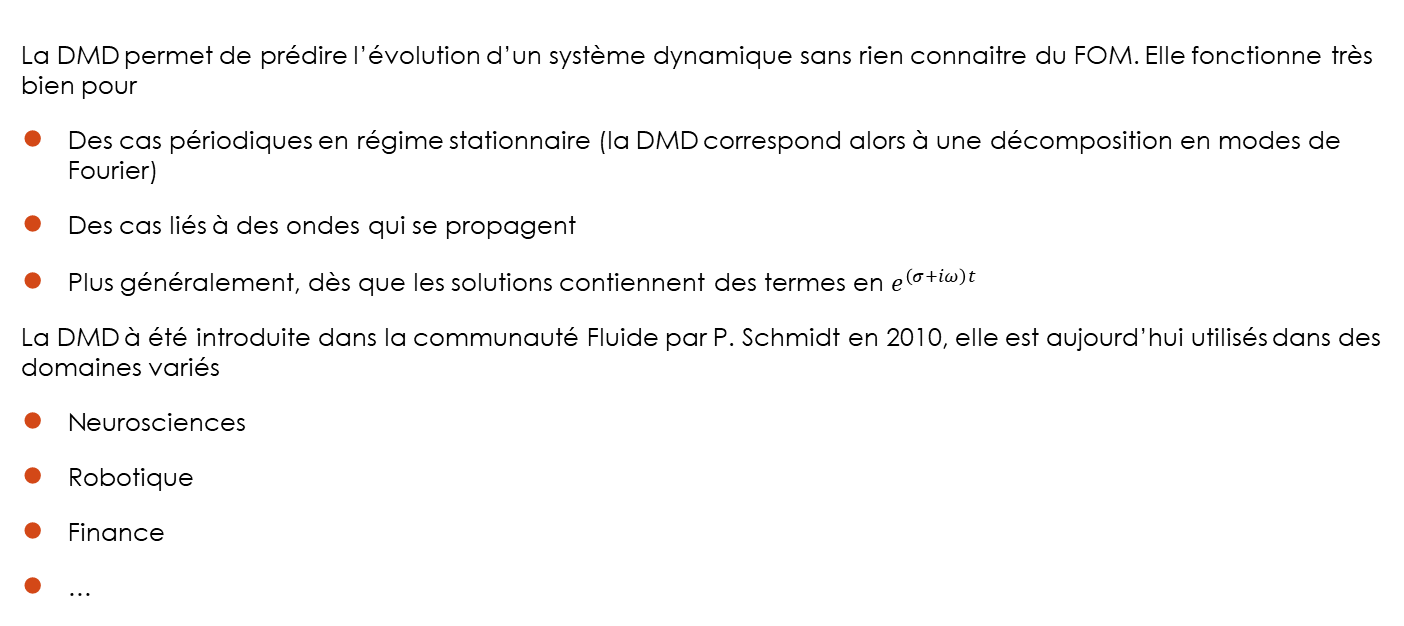 La DMD permet de prédire l’évolution d’un système dynamique sans rien connaitre du FOM. Elle fonctionne très
bien pour
● Des cas périodiques en régime stationnaire (la DMD correspond alors à une décomposition en modes de
Fourier)
● Des cas liés à des ondes qui se propagent
● Plus généralement, dès que les solutions contiennent des termes en e^(σ+iω)t
La DMD à été introduite dans la communauté Fluide par P. Schmidt en 2010, elle est aujourd’hui utilisés dans des
domaines variés
● Neurosciences
● Robotique
● Finance
● …